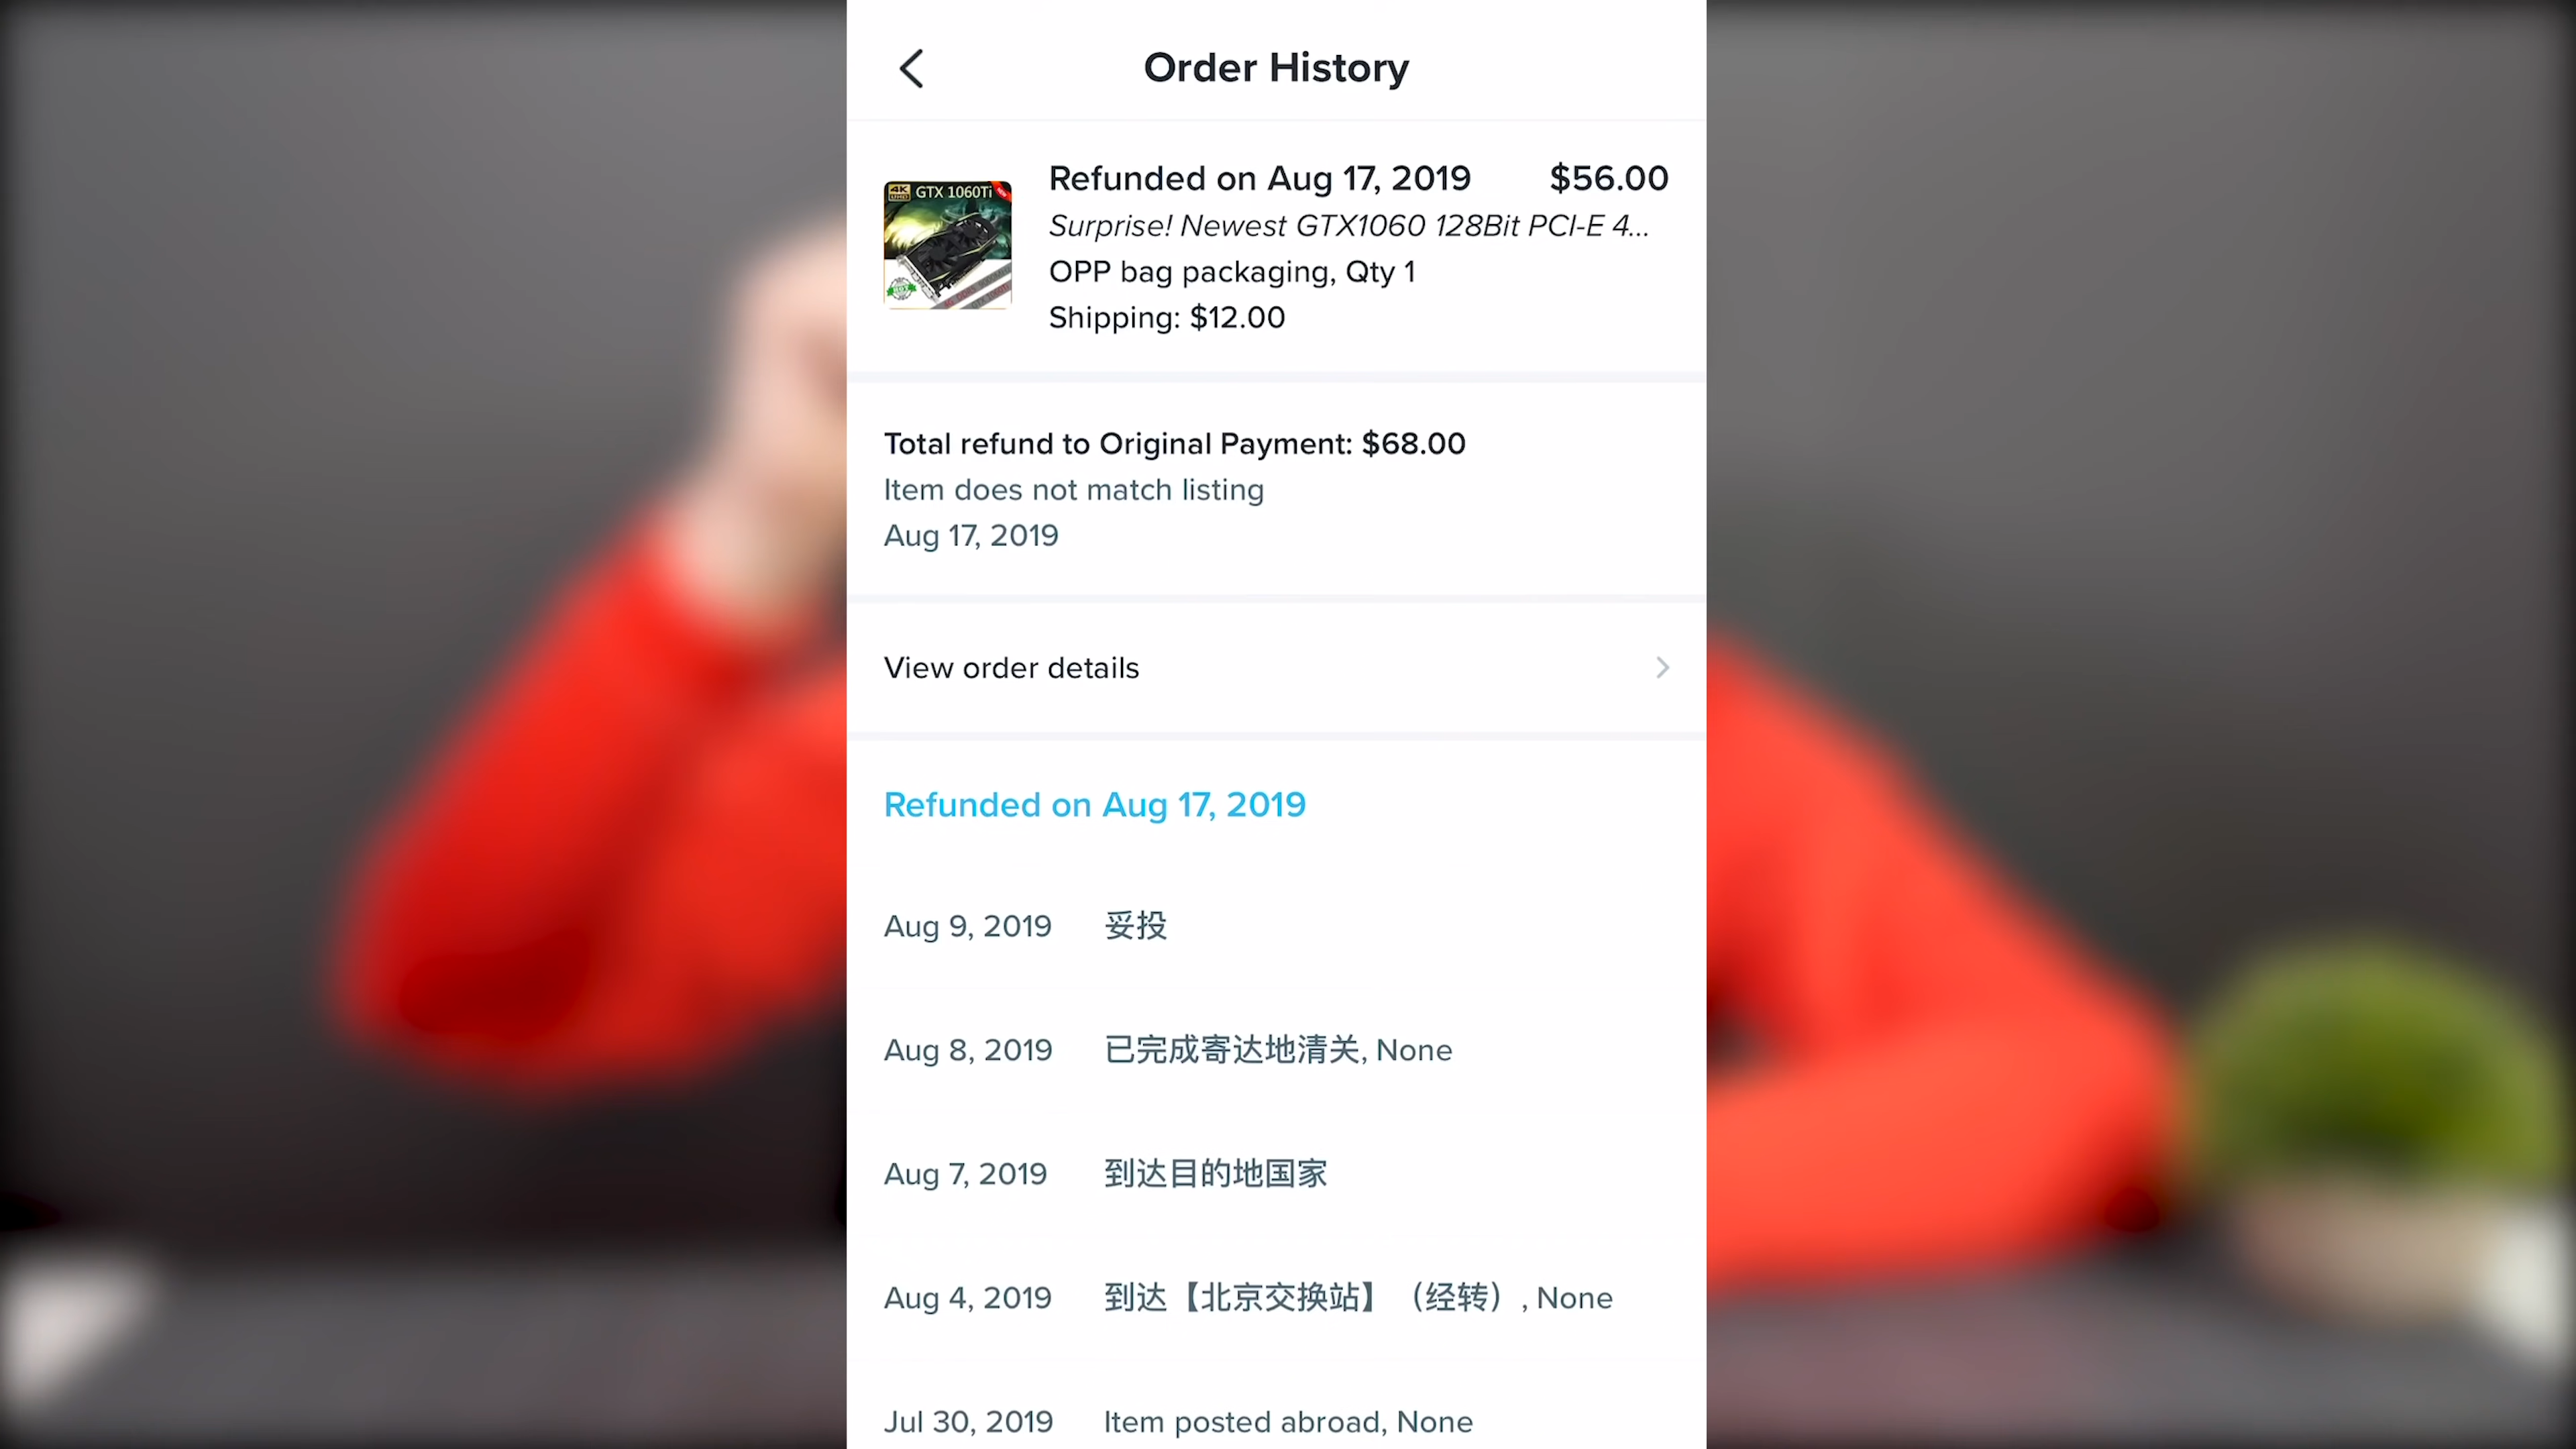 Order History
4K
UHD
GTX 1060Ti
Refunded on Aug 17, 2019 $56.00
Surprise! Newest GTX1060 128Bit PCI-E 4...
OPP bag packaging, Qty 1
Shipping: $12.00
Total refund to Original Payment: $68.00
Item does not match listing
Aug 17, 2019
View order details
Refunded on Aug 17, 2019
Aug 9, 2019 妥投
Aug 8, 2019 已完成寄达地清关, None
Aug 7, 2019 到达目的地国家
Aug 4, 2019 到达【北京交换站】（经转）, None
Jul 30, 2019 Item posted abroad, None